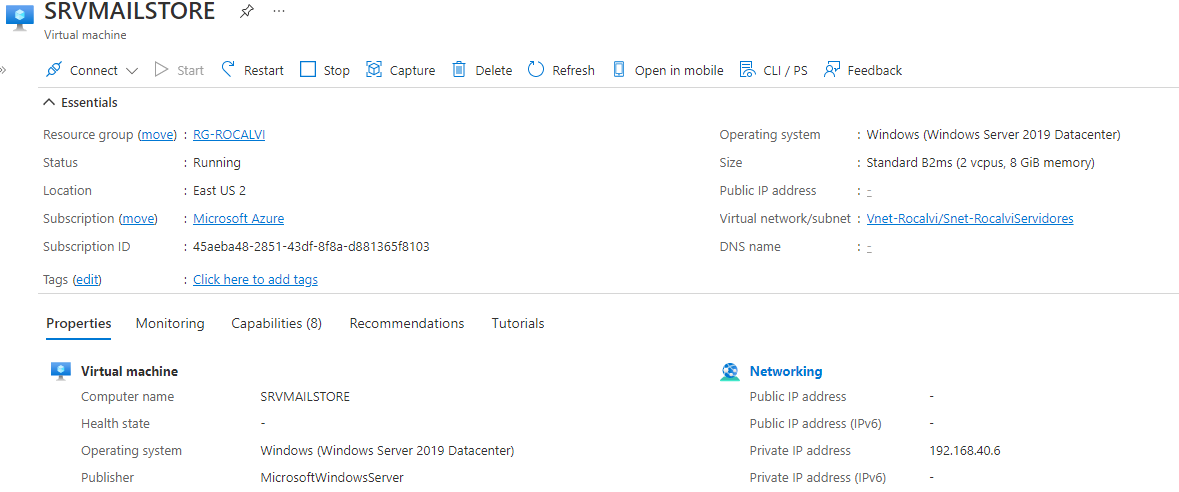 SRVMAILSTORE
Virtual machine
Connect Start Restart Stop Capture Delete Refresh Open in mobile CLI / PS Feedback
Essentials
Resource group (move) : RG-ROCALVI
Status : Running
Location : East US 2
Subscription (move) : Microsoft Azure
Subscription ID : 45aeba48-2851-43df-8f8a-d881365f8103
Tags (edit) : Click here to add tags
Operating system : Windows (Windows Server 2019 Datacenter)
Size : Standard B2ms (2 vcpus, 8 GiB memory)
Public IP address : -
Virtual network/subnet : Vnet-Rocalvi/Snet-RocalviServidores
DNS name : -
Properties Monitoring Capabilities (8) Recommendations Tutorials
Virtual machine
Computer name SRVMAILSTORE
Health state -
Operating system Windows (Windows Server 2019 Datacenter)
Publisher MicrosoftWindowsServer
Networking
Public IP address -
Public IP address (IPv6) -
Private IP address 192.168.40.6
Private IP address (IPv6) -